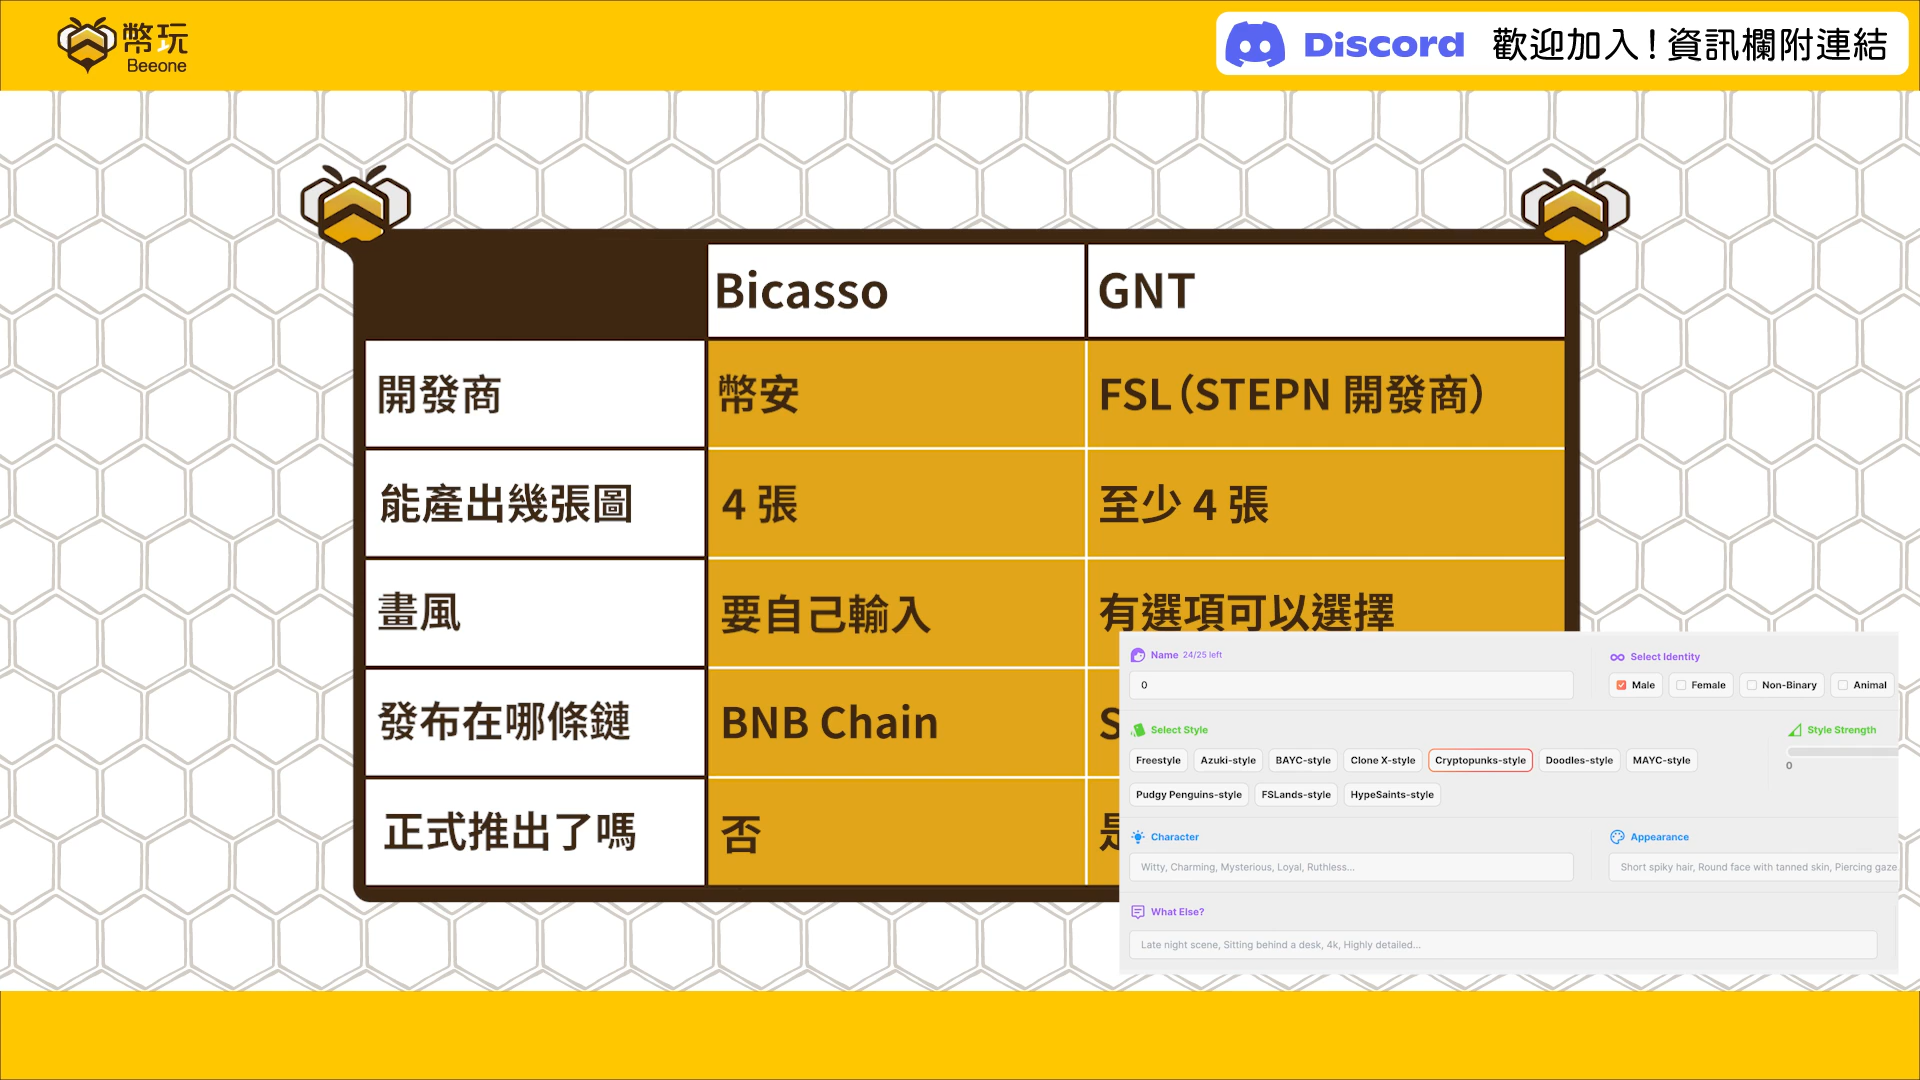 幣玩
Beeone
Discord 歡迎加入！資訊欄附連結
Bicasso GNT
開發商 幣安 FSL（STEPN 開發商）
能產出幾張圖 4 張 至少 4 張
畫風 要自己輸入 有選項可以選擇
發布在哪條鏈 BNB Chain S
正式推出了嗎 否 是
Name 24/25 left
0
Select Identity
Male Female Non-Binary Animal
Select Style
Freestyle Azuki-style BAYC-style Clone X-style Cryptopunks-style Doodles-style MAYC-style
Pudgy Penguins-style FSLands-style HypeSaints-style
Style Strength
0
Character
Witty, Charming, Mysterious, Loyal, Ruthless...
Appearance
Short spiky hair, Round face with tanned skin, Piercing gaze
What Else?
Late night scene, Sitting behind a desk, 4k, Highly detailed...